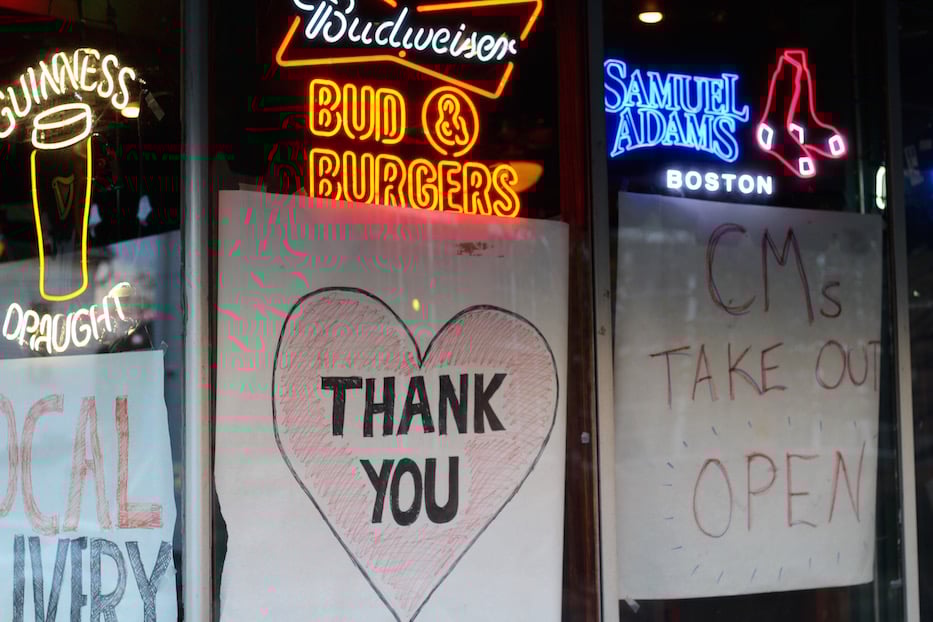 GUINNESS
DRAUGHT
OCAL
IVERY
Budweiser
BUD &
BURGERS
THANK
YOU
SAMUEL
ADAMS
BOSTON
CMs
TAKE OUT
OPEN